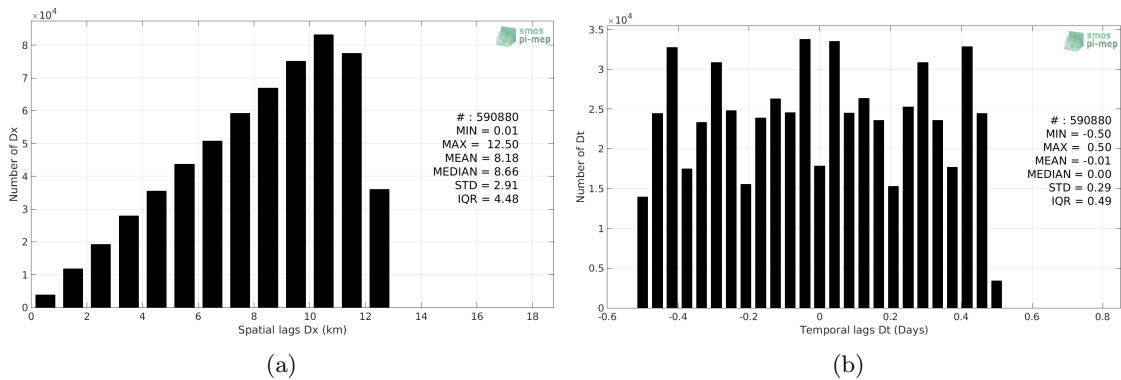 ×10⁴
9
8
7
6
5
4
3
2
1
0
Number of Dx
0 2 4 6 8 10 12 14 16 18
Spatial lags Dx (km)
smos
pi-mep
# : 590880
MIN = 0.01
MAX = 12.50
MEAN = 8.18
MEDIAN = 8.66
STD = 2.91
IQR = 4.48
(a)
×10⁴
3.5
3
2.5
2
1.5
1
0.5
0
Number of Dt
-0.6 -0.4 -0.2 0 0.2 0.4 0.6 0.8
Temporal lags Dt (Days)
smos
pi-mep
# : 590880
MIN = -0.50
MAX = 0.50
MEAN = -0.01
MEDIAN = 0.00
STD = 0.29
IQR = 0.49
(b)